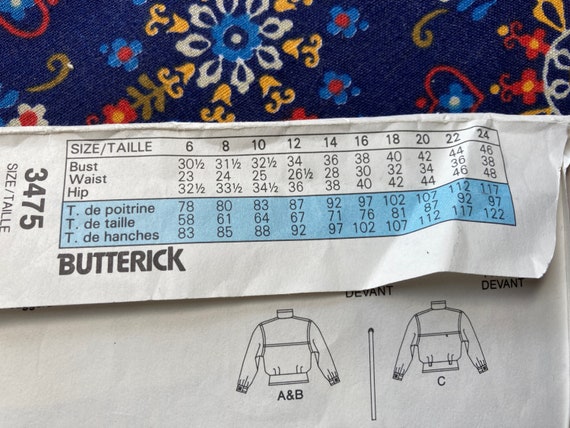 3475
SIZE/TAILLE
SIZE/TAILLE 6 8 10 12 14 16 18 20 22 24
Bust 30½ 31½ 32½ 34 36 38 40 42 44 46
Waist 23 24 25 26½ 28 30 32 34 36 38
Hip 32½ 33½ 34½ 36 38 40 42 44 46 48
T. de poitrine 78 80 83 87 92 97 102 107 112 117
T. de taille 58 61 64 67 71 76 81 87 92 97
T. de hanches 83 85 88 92 97 102 107 112 117 122
BUTTERICK
DEVANT
DEVANT
A&B
C